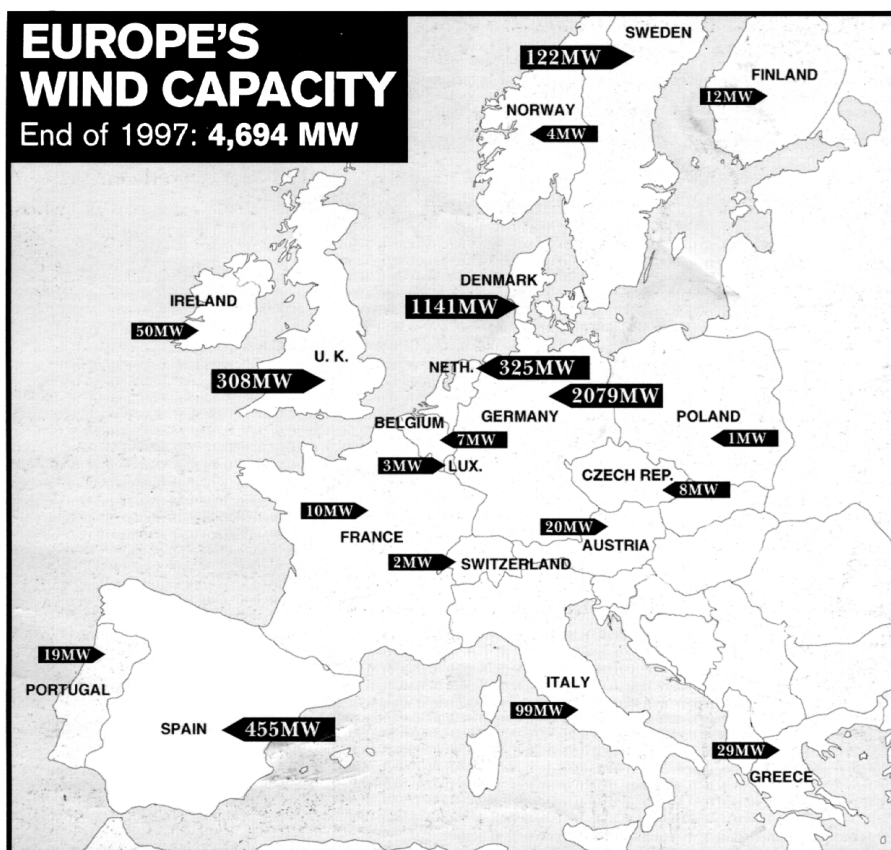 EUROPE'S
WIND CAPACITY
End of 1997: 4,694 MW
SWEDEN
122MW
FINLAND
12MW
NORWAY
4MW
DENMARK
1141MW
IRELAND
50MW
U. K.
308MW
NETH.
325MW
2079MW
GERMANY
BELGIUM
7MW
POLAND
1MW
3MW
LUX.
CZECH REP.
8MW
10MW
FRANCE
20MW
AUSTRIA
2MW
SWITZERLAND
19MW
PORTUGAL
SPAIN
455MW
ITALY
99MW
29MW
GREECE